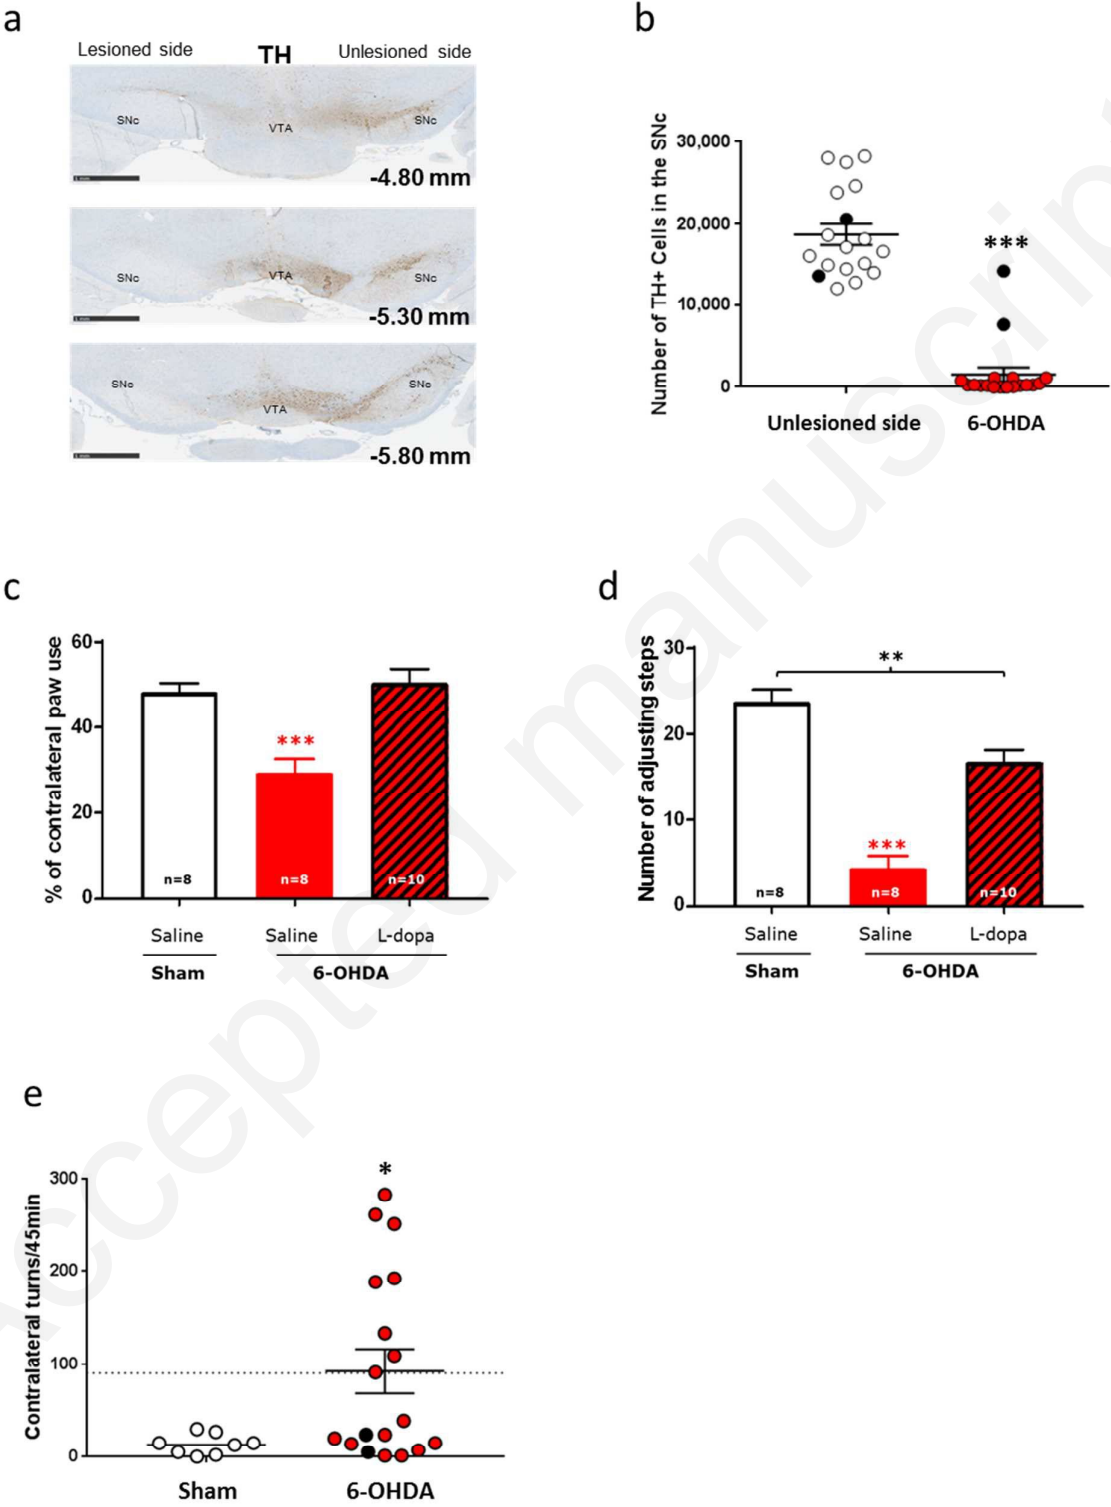 a
Lesioned side
TH
Unlesioned side
SNc
VTA
SNc
-4.80 mm
SNc
VTA
SNc
-5.30 mm
SNc
VTA
SNc
-5.80 mm
b
Number of TH+ Cells in the SNc
30,000
20,000
10,000
0
***
Unlesioned side
6-OHDA
c
% of contralateral paw use
60
40
20
0
***
n=8
n=8
n=10
Saline
Saline
L-dopa
Sham
6-OHDA
d
Number of adjusting steps
30
20
10
0
**
***
n=8
n=8
n=10
Saline
Saline
L-dopa
Sham
6-OHDA
e
Contralateral turns/45min
300
200
100
0
*
Sham
6-OHDA
Accepted manuscrip